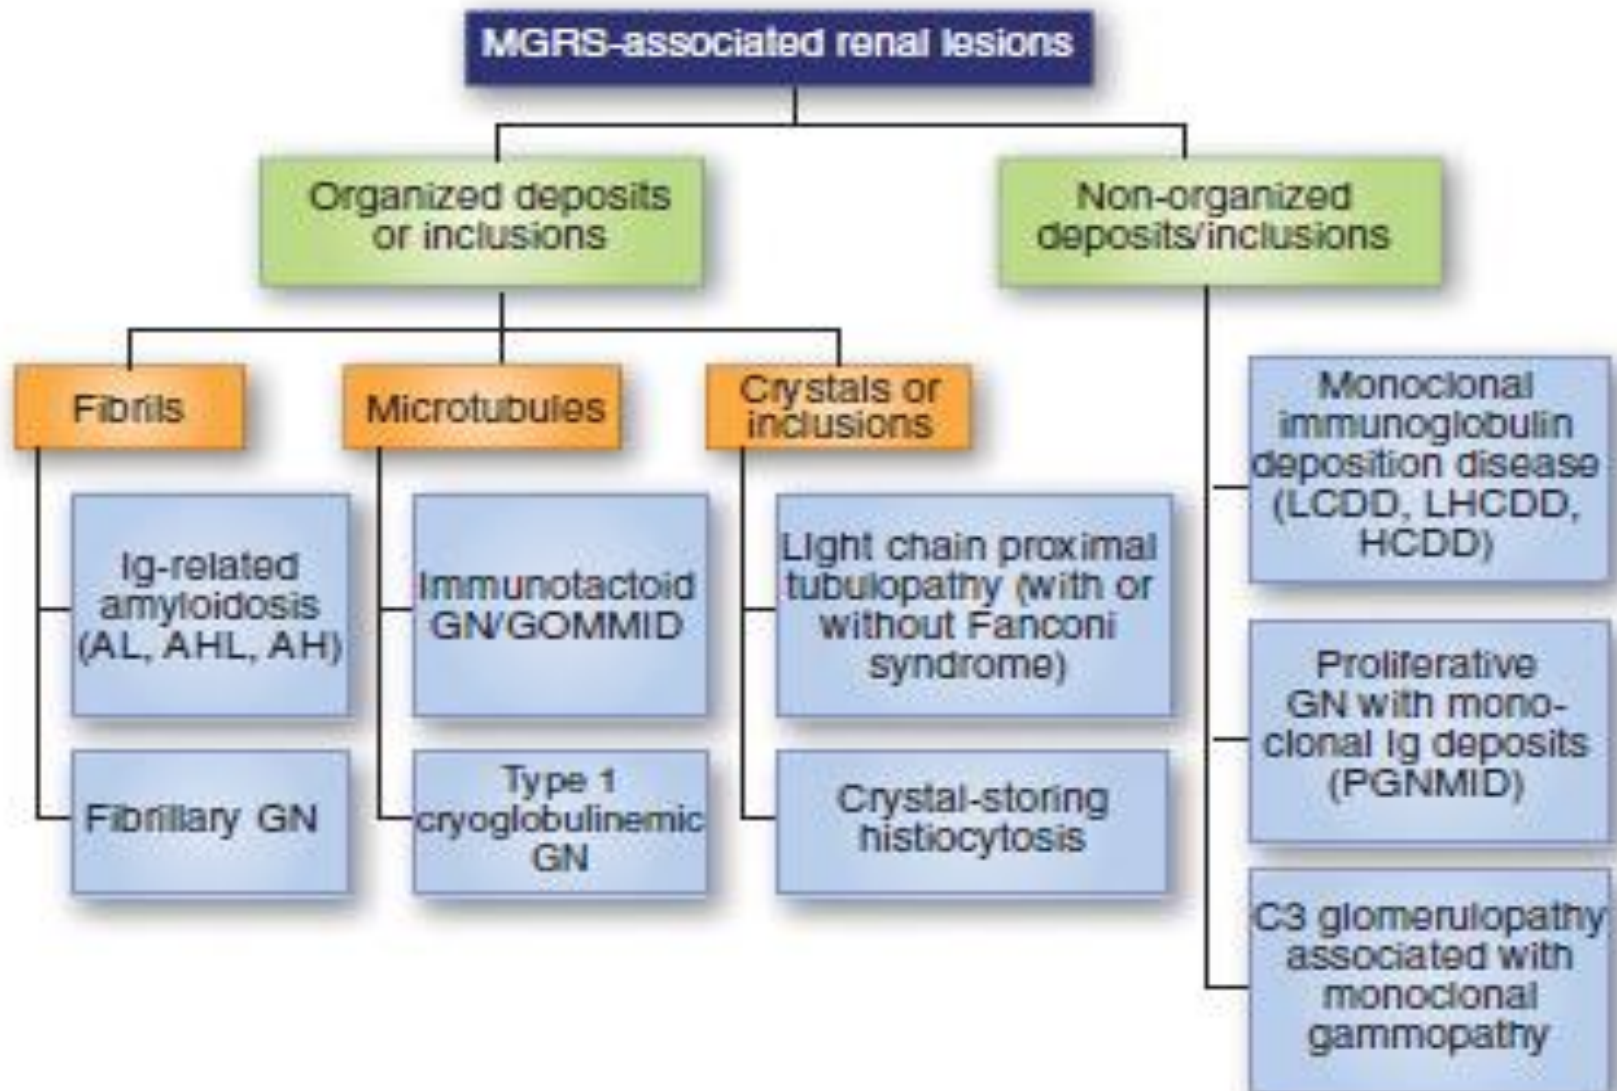 MGRS-associated renal lesions
Organized deposits
or inclusions
Non-organized
deposits/inclusions
Fibrils
Microtubules
Crystals or
inclusions
Ig-related
amyloidosis
(AL, AHL, AH)
Fibrillary GN
Immunotactoid
GN/GOMMID
Type 1
cryoglobulinemic
GN
Light chain proximal
tubulopathy (with or
without Fanconi
syndrome)
Crystal-storing
histiocytosis
Monoclonal
immunoglobulin
deposition disease
(LCDD, LHCDD,
HCDD)
Proliferative
GN with mono-
clonal Ig deposits
(PGNMID)
C3 glomerulopathy
associated with
monoclonal
gammopathy